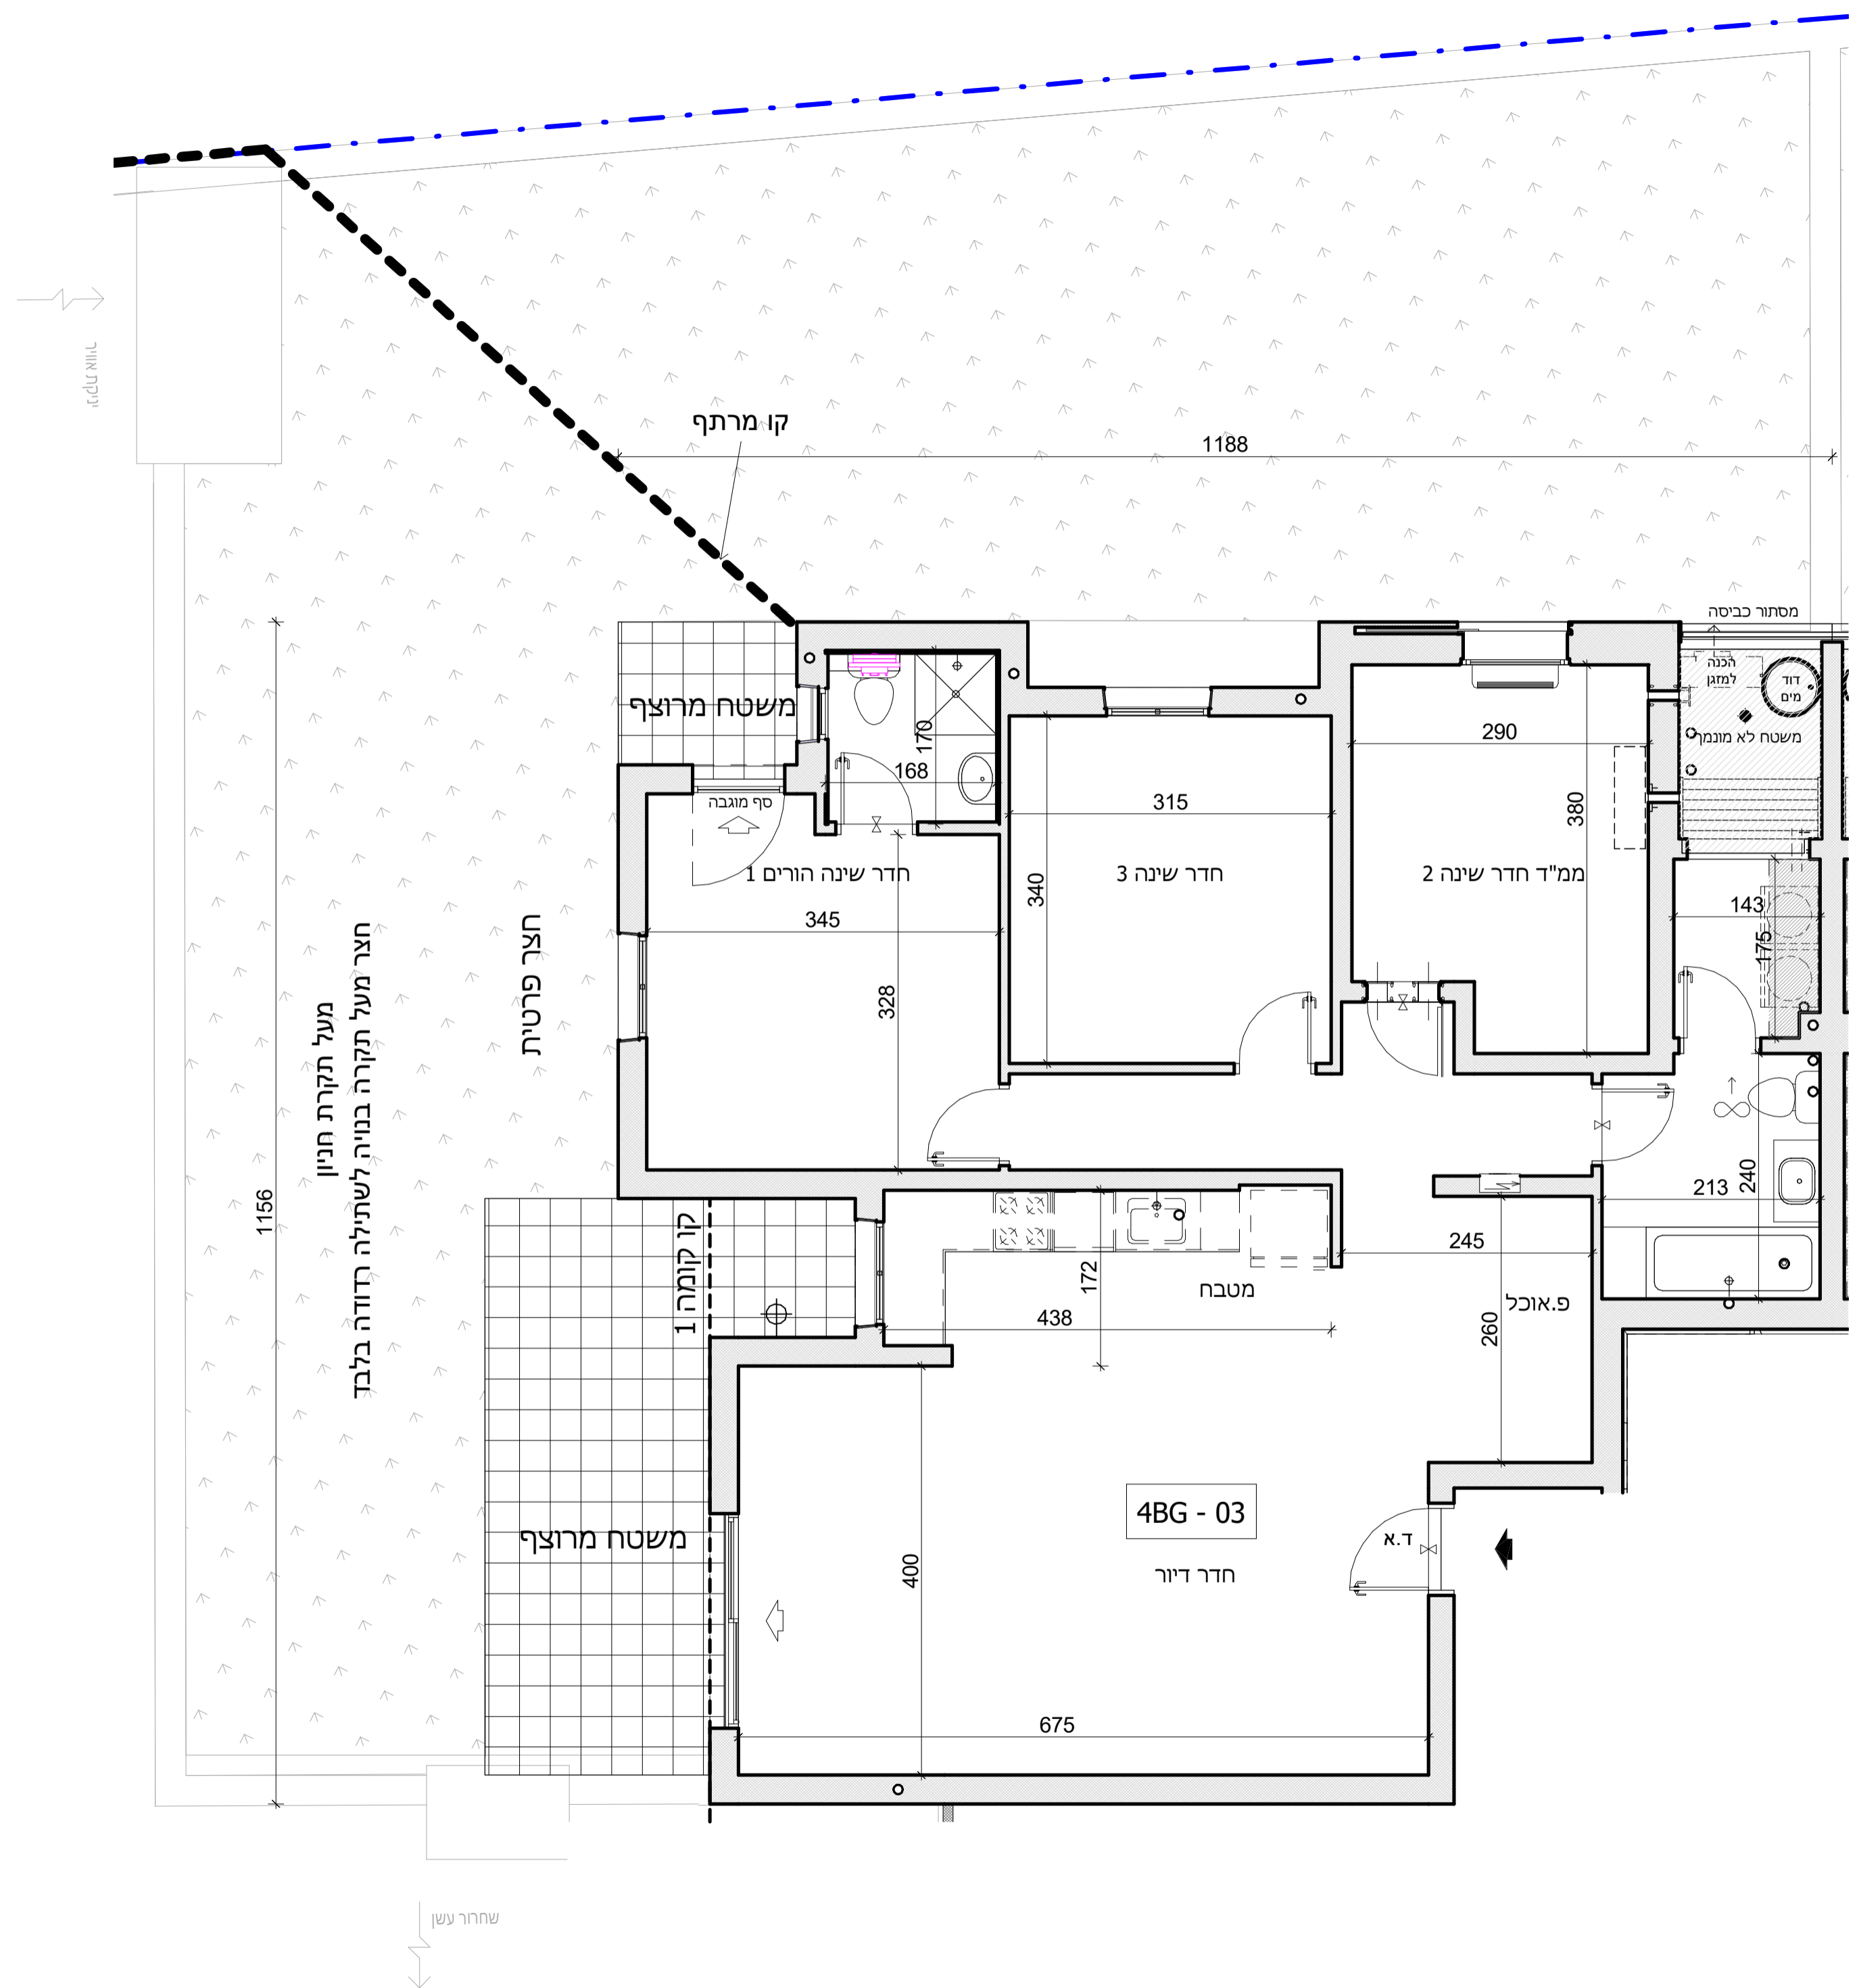 יניקת אוויר
קו מרתף
1188
מסתור כביסה
הכנה
למזגן
דוד
מים
משטח לא מונמך
משטח מרוצף
170
168
290
315
380
סף מוגבה
חדר שינה הורים 1
חדר שינה 3
ממ"ד חדר שינה 2
340
345
328
143
175
חצר פרטית
חצר מעל תקרה בנויה לשתילה רדודה בלבד
מעל תקרת חניון
1156
240
213
245
קו קומה 1
172
מטבח
פ.אוכל
438
260
4BG - 03
משטח מרוצף
ד.א
חדר דיור
400
675
שחרור עשן